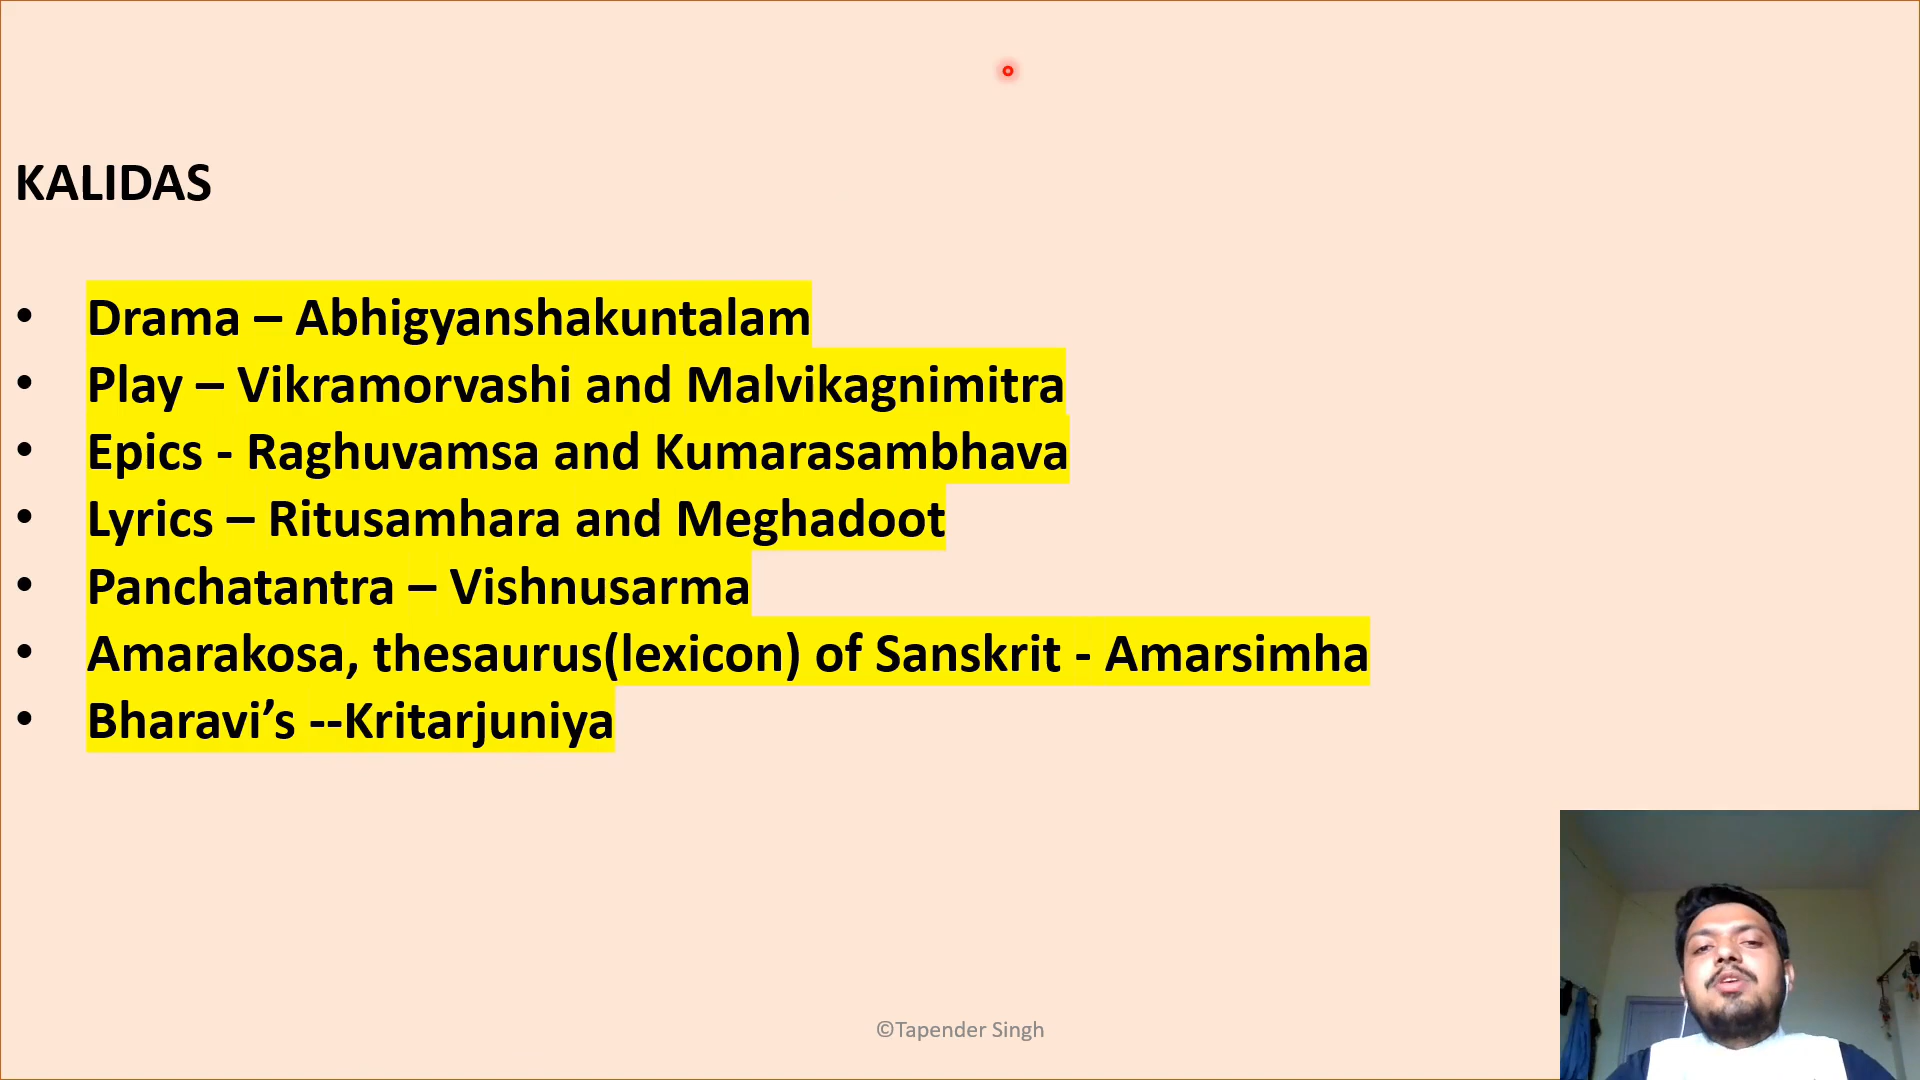 KALIDAS
• Drama – Abhigyanshakuntalam
• Play – Vikramorvashi and Malvikagnimitra
• Epics - Raghuvamsa and Kumarasambhava
• Lyrics – Ritusamhara and Meghadoot
• Panchatantra – Vishnusarma
• Amarakosa, thesaurus(lexicon) of Sanskrit - Amarsimha
• Bharavi’s --Kritarjuniya
©Tapender Singh